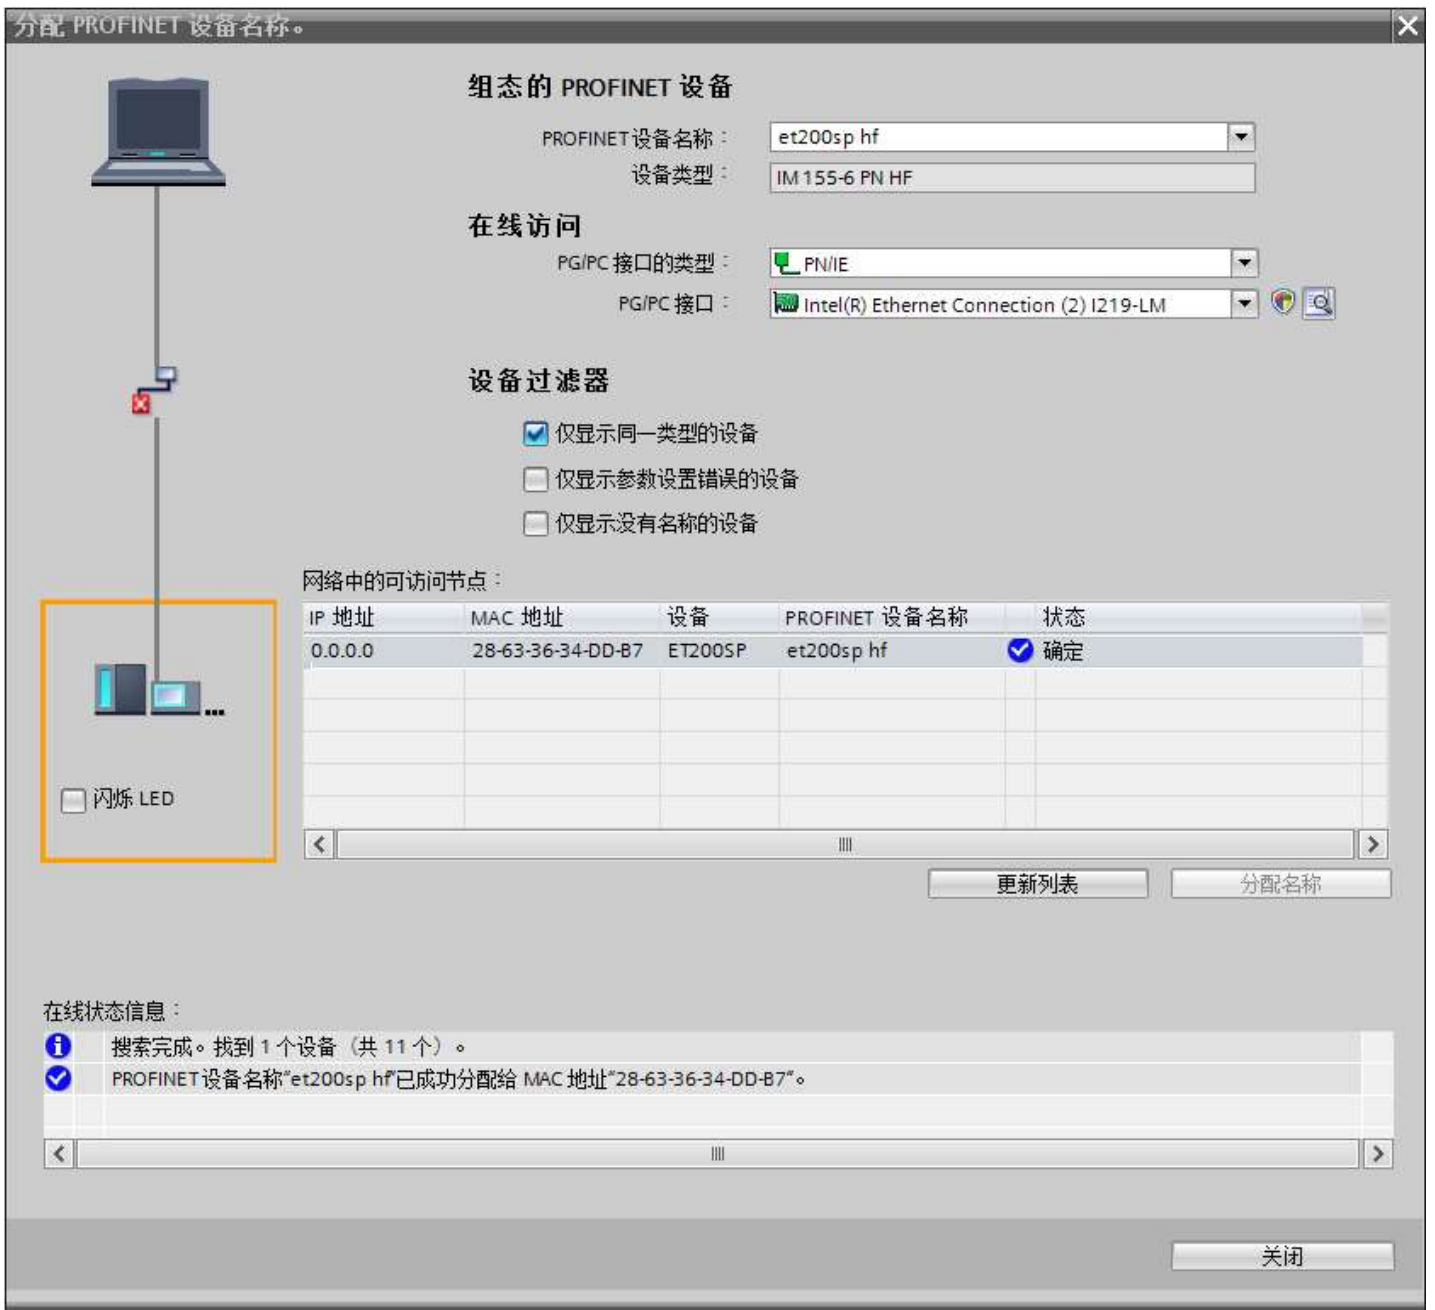 分配 PROFINET 设备名称。
组态的 PROFINET 设备
PROFINET设备名称： et200sp hf
设备类型： IM 155-6 PN HF
在线访问
PG/PC 接口的类型： PN/IE
PG/PC 接口： Intel(R) Ethernet Connection (2) I219-LM
设备过滤器
仅显示同一类型的设备
仅显示参数设置错误的设备
仅显示没有名称的设备
网络中的可访问节点：
IP 地址 MAC 地址 设备 PROFINET 设备名称 状态
0.0.0.0 28-63-36-34-DD-B7 ET200SP et200sp hf 确定
闪烁 LED
更新列表 分配名称
在线状态信息：
搜索完成。找到 1 个设备（共 11 个）。
PROFINET设备名称"et200sp hf"已成功分配给 MAC 地址"28-63-36-34-DD-B7"。
关闭